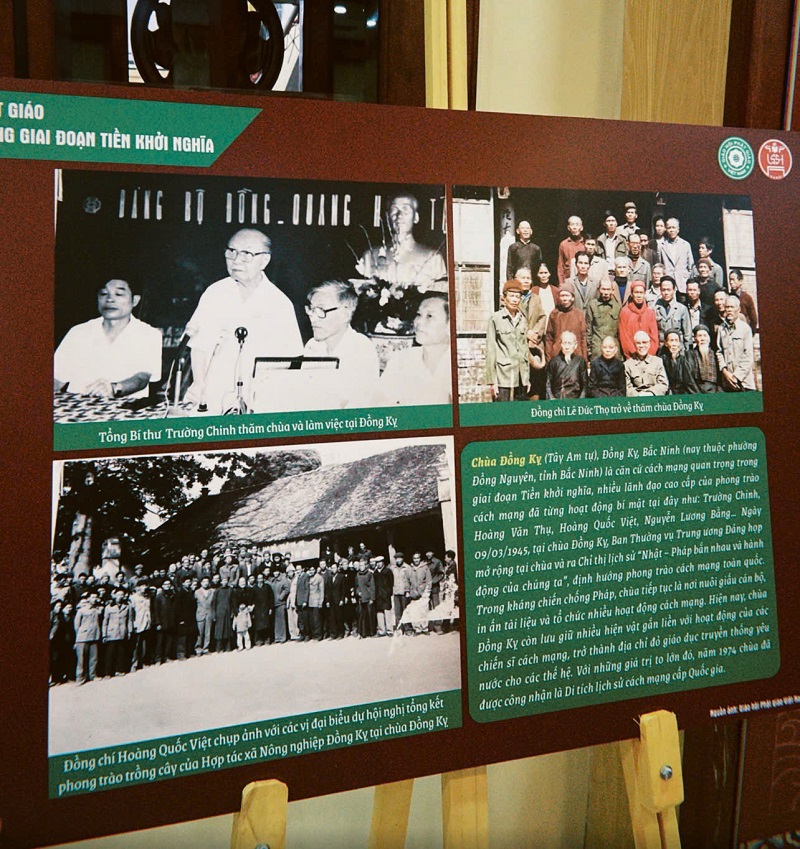 GIÁO
GIAI ĐOẠN TIỀN KHỞI NGHĨA
ĐẢNG BỘ ĐỒNG_QUANG
Tổng Bí thư Trường Chinh thăm chùa và làm việc tại Đồng Kỵ
Đồng chí Lê Đức Thọ trở về thăm chùa Đồng Kỵ
Đồng chí Hoàng Quốc Việt chụp ảnh với các vị đại biểu dự hội nghị tổng kết
phong trào trồng cây của Hợp tác xã Nông nghiệp Đồng Kỵ tại chùa Đồng Kỵ
Chùa Đồng Kỵ (Tây Am tự), Đồng Kỵ, Bắc Ninh (nay thuộc phường
Đồng Nguyên, tỉnh Bắc Ninh) là căn cứ cách mạng quan trọng trong
giai đoạn Tiền khởi nghĩa, nhiều lãnh đạo cao cấp của phong trào
cách mạng đã từng hoạt động bí mật tại đây như: Trường Chinh,
Hoàng Văn Thụ, Hoàng Quốc Việt, Nguyễn Lương Bằng... Ngày
09/03/1945, tại chùa Đồng Kỵ, Ban Thường vụ Trung ương Đảng họp
mở rộng tại chùa và ra Chỉ thị lịch sử "Nhật - Pháp bắn nhau và hành
động của chúng ta", định hướng phong trào cách mạng toàn quốc.
Trong kháng chiến chống Pháp, chùa tiếp tục là nơi nuôi giấu cán bộ,
in ấn tài liệu và tổ chức nhiều hoạt động cách mạng. Hiện nay, chùa
Đồng Kỵ còn lưu giữ nhiều hiện vật gắn liền với hoạt động của các
chiến sĩ cách mạng, trở thành địa chỉ đỏ giáo dục truyền thống yêu
nước cho các thế hệ. Với những giá trị to lớn đó, năm 1974 chùa đã
được công nhận là Di tích lịch sử cách mạng cấp Quốc gia.
Nguồn ảnh: Giáo hội Phật giáo Việt